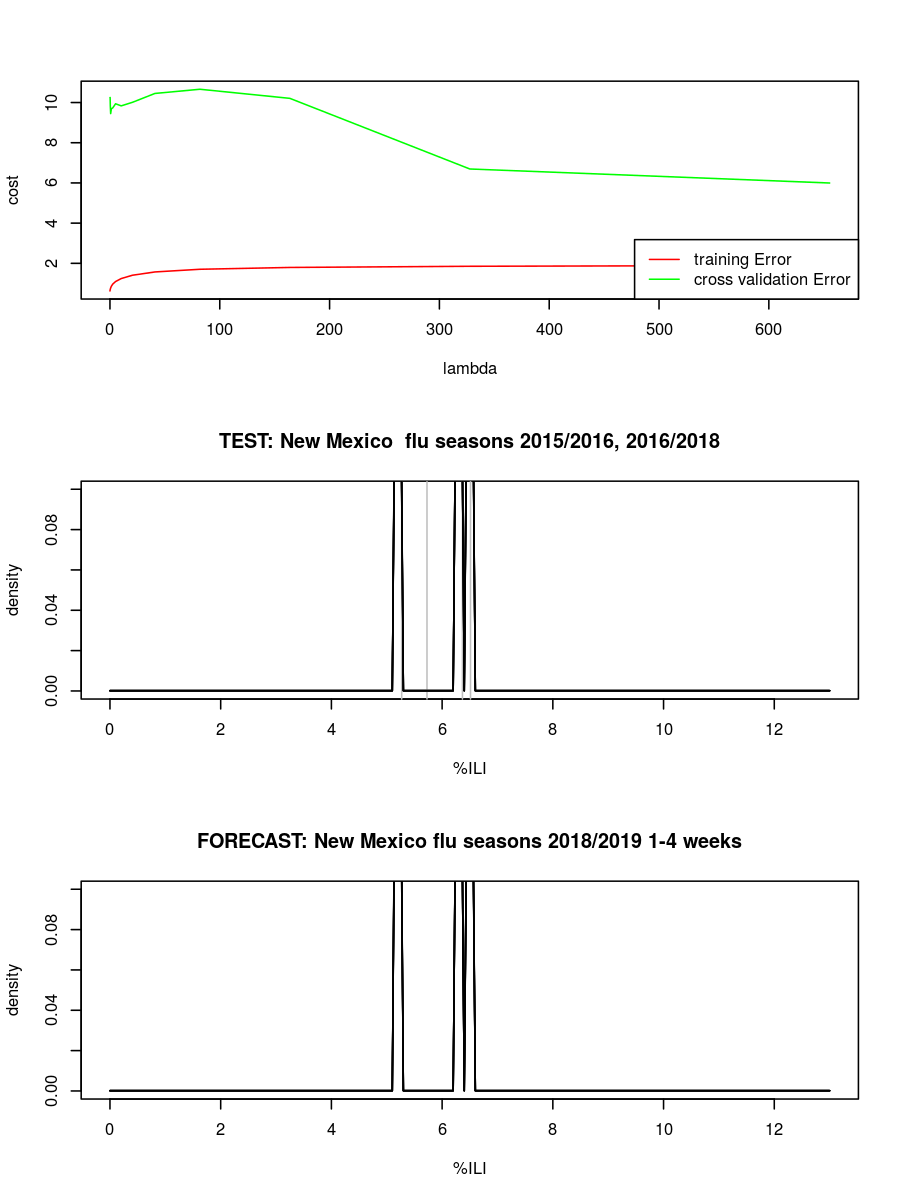 10
8
6
4
2
cost
training Error
cross validation Error
0 100 200 300 400 500 600
lambda
TEST: New Mexico  flu seasons 2015/2016, 2016/2018
0.08
0.04
0.00
density
0 2 4 6 8 10 12
%ILI
FORECAST: New Mexico flu seasons 2018/2019 1-4 weeks
0.08
0.04
0.00
density
0 2 4 6 8 10 12
%ILI